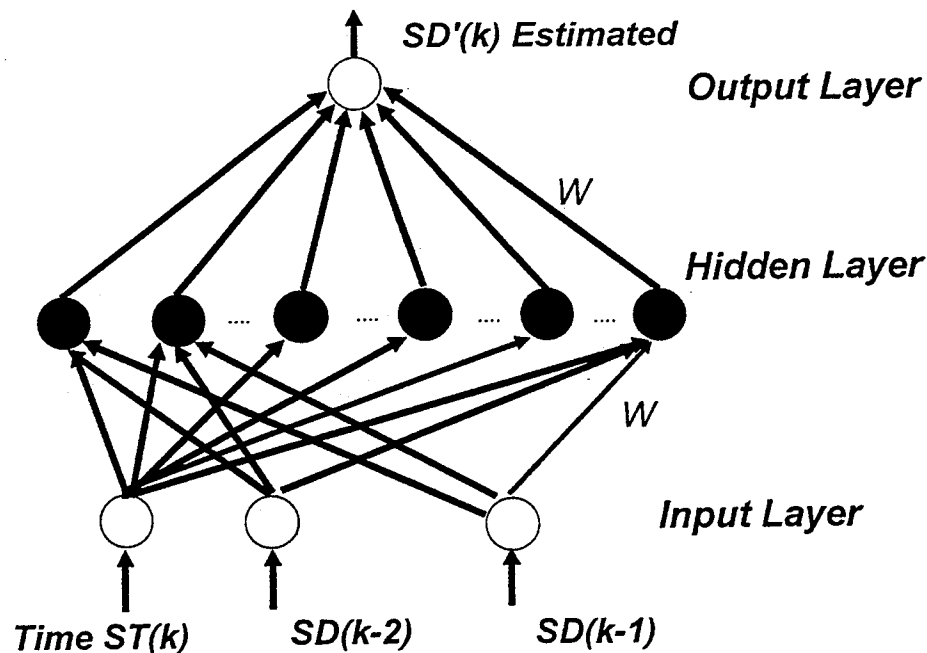 SD'(k) Estimated
Output Layer
W
Hidden Layer
.... .... .... ....
W
Input Layer
Time ST(k) SD(k-2) SD(k-1)